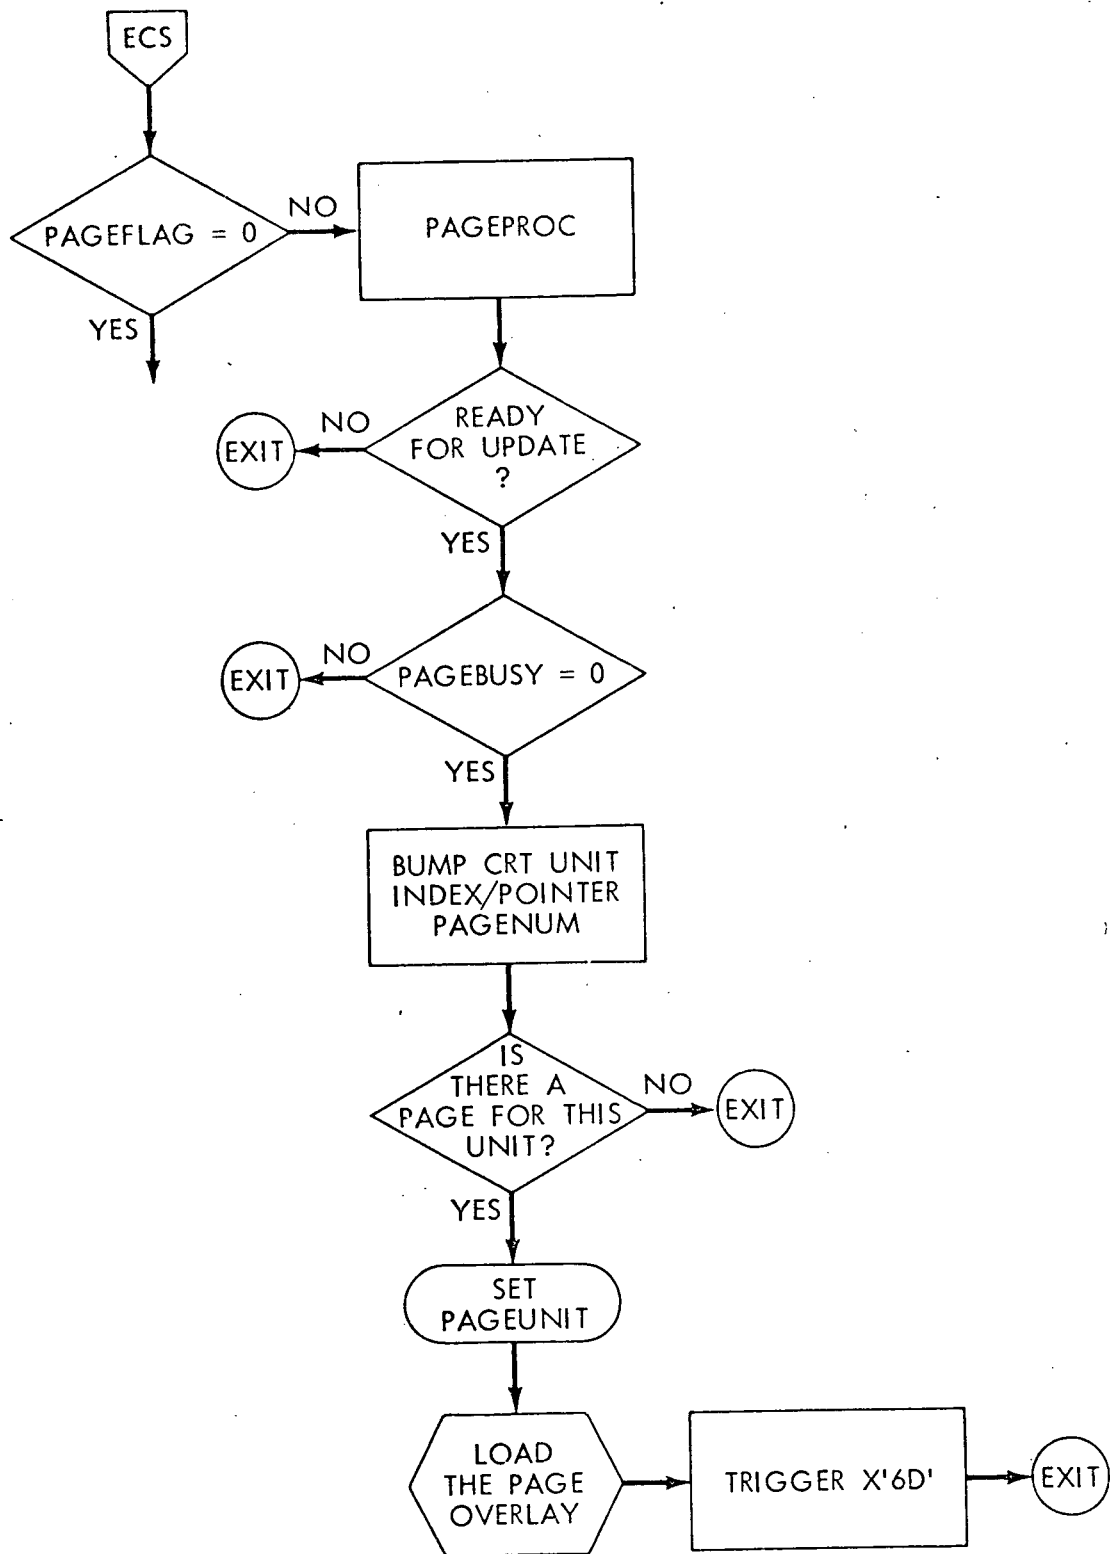 ECS
PAGEFLAG = 0
NO
PAGEPROC
YES
READY
FOR UPDATE
?
NO
EXIT
YES
PAGEBUSY = 0
NO
EXIT
YES
BUMP CRT UNIT
INDEX/POINTER
PAGENUM
IS
THERE A
PAGE FOR THIS
UNIT?
NO
EXIT
YES
SET
PAGEUNIT
LOAD
THE PAGE
OVERLAY
TRIGGER X'6D'
EXIT